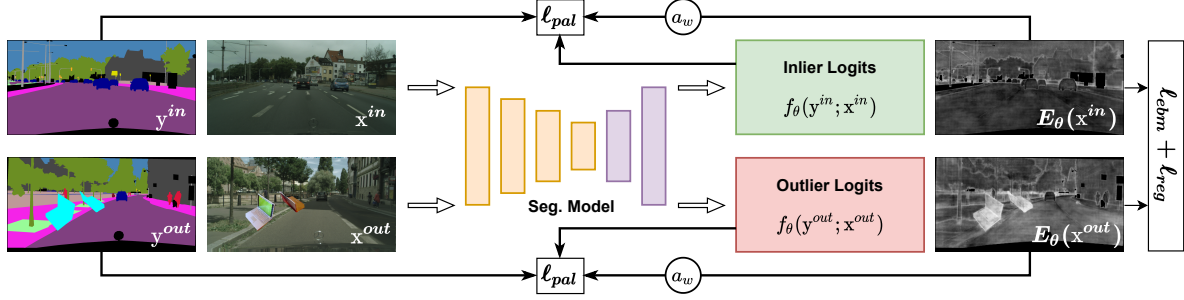 ℓ_pal
a_w
y^in
x^in
Inlier Logits
f_θ(y^in; x^in)
E_θ(x^in)
ℓ_ebm + ℓ_reg
Seg. Model
y^out
x^out
Outlier Logits
f_θ(y^out; x^out)
E_θ(x^out)
ℓ_pal
a_w